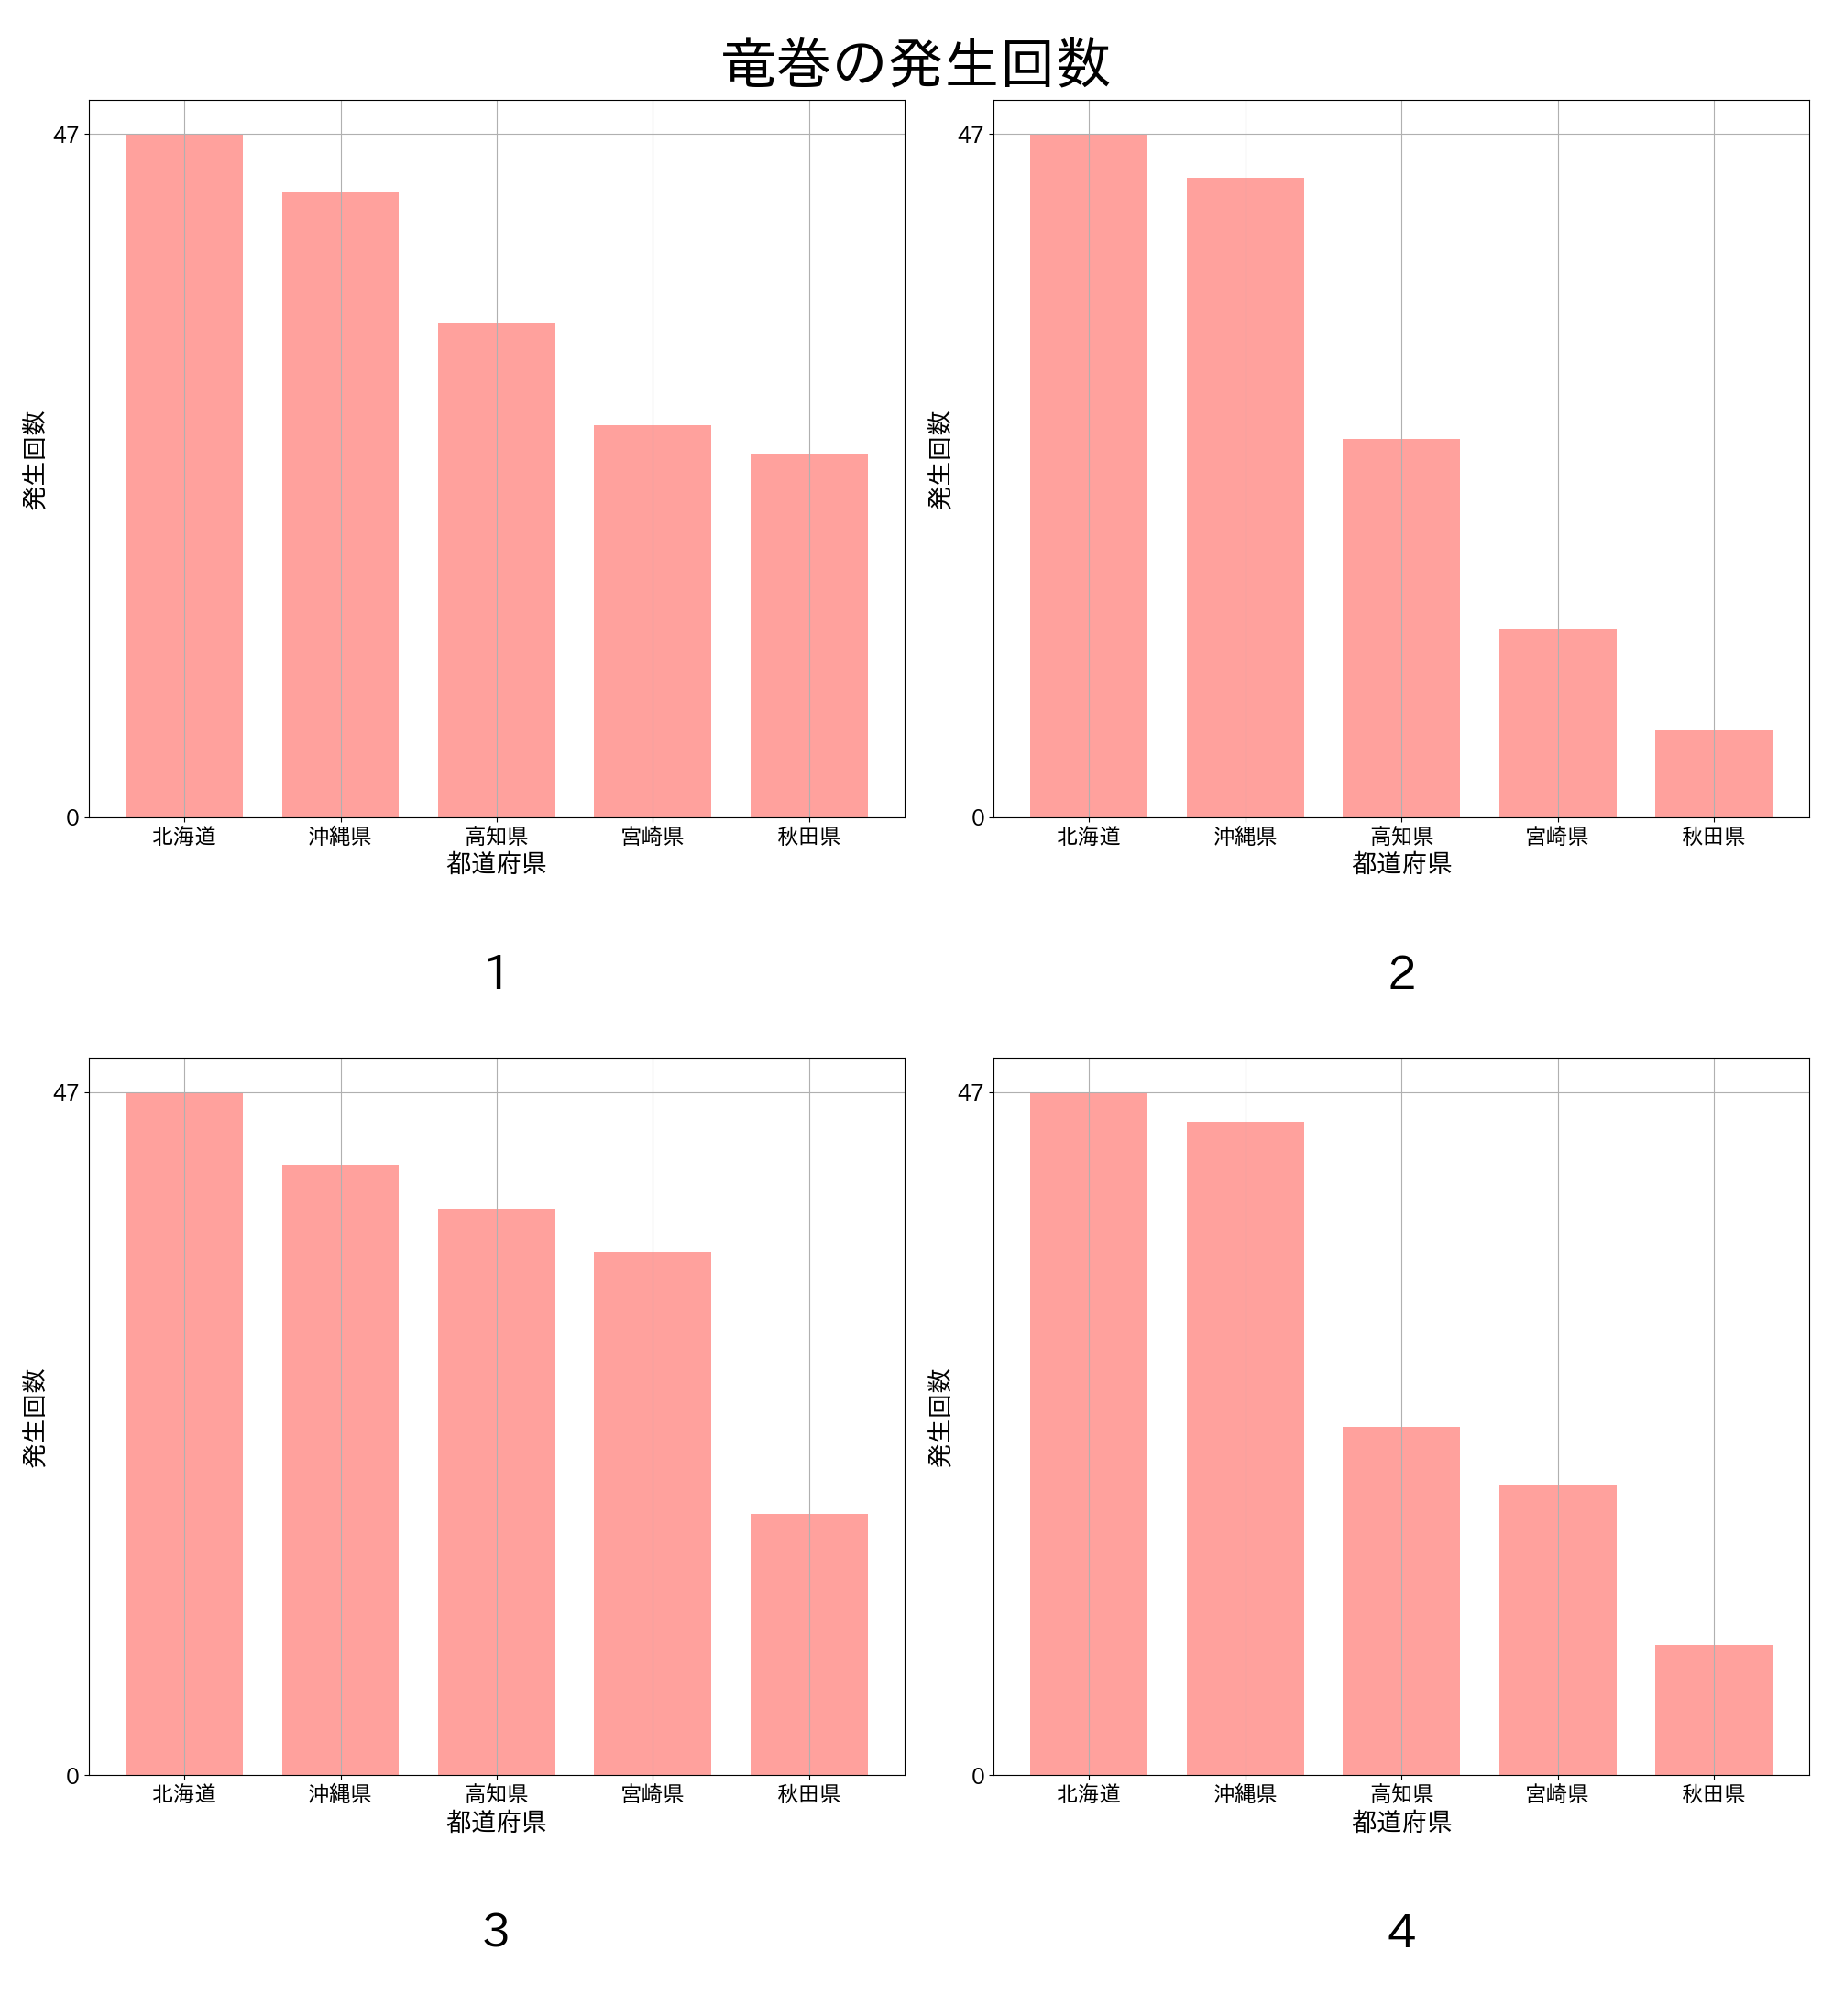 竜巻の発生回数
47
0
発生回数
北海道 沖縄県 高知県 宮崎県 秋田県
都道府県
1
47
0
発生回数
北海道 沖縄県 高知県 宮崎県 秋田県
都道府県
2
47
0
発生回数
北海道 沖縄県 高知県 宮崎県 秋田県
都道府県
3
47
0
発生回数
北海道 沖縄県 高知県 宮崎県 秋田県
都道府県
4